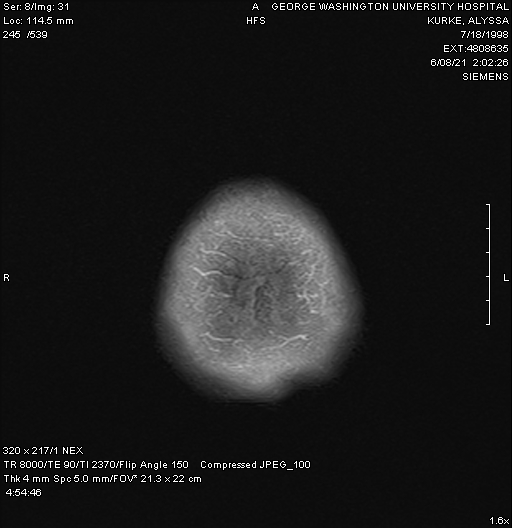 Ser: 8/Img: 31
Loc: 114.5 mm
245 /539
A GEORGE WASHINGTON UNIVERSITY HOSPITAL
HFS KURKE, ALYSSA
7/18/1998
EXT:4808635
6/08/21 2:02:26
SIEMENS
R
L
320 x 217/1 NEX
TR 8000/TE 90/TI 2370/Flip Angle 150 Compressed JPEG_100
Thk 4 mm Spc 5.0 mm/FOV* 21.3 x 22 cm
4:54:46
1.6x